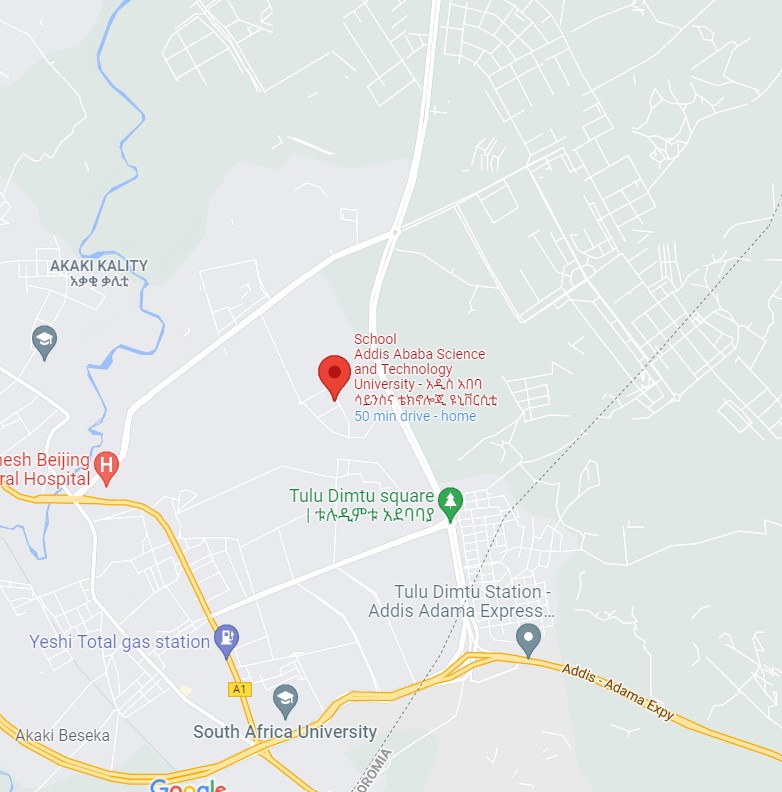 AKAKI KALITY
አቃቂ ቃሊቲ
School
Addis Ababa Science
and Technology
University - አዲስ አበባ
ሳይንስና ቴክኖሎጂ ዩኒቨርሲቲ
50 min drive - home
nesh Beijing
ral Hospital
Tulu Dimtu square
| ቱሉዲምቱ አደባባይ
Tulu Dimtu Station -
Addis Adama Express...
Yeshi Total gas station
Addis - Adama Expy
A1
South Africa University
Akaki Beseka
OROMIA
Google